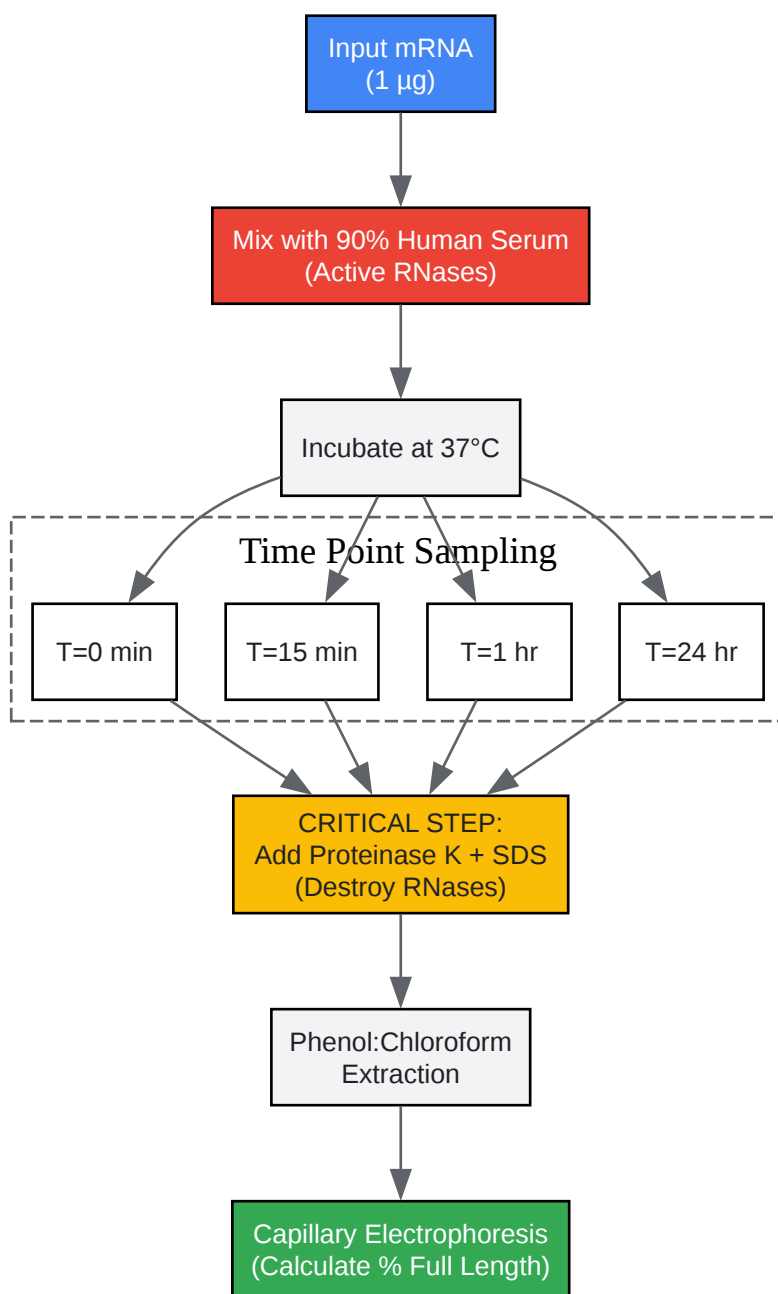 Input mRNA
(1 µg)
Mix with 90% Human Serum
(Active RNases)
Incubate at 37°C
Time Point Sampling
T=0 min
T=15 min
T=1 hr
T=24 hr
CRITICAL STEP:
Add Proteinase K + SDS
(Destroy RNases)
Phenol:Chloroform
Extraction
Capillary Electrophoresis
(Calculate % Full Length)